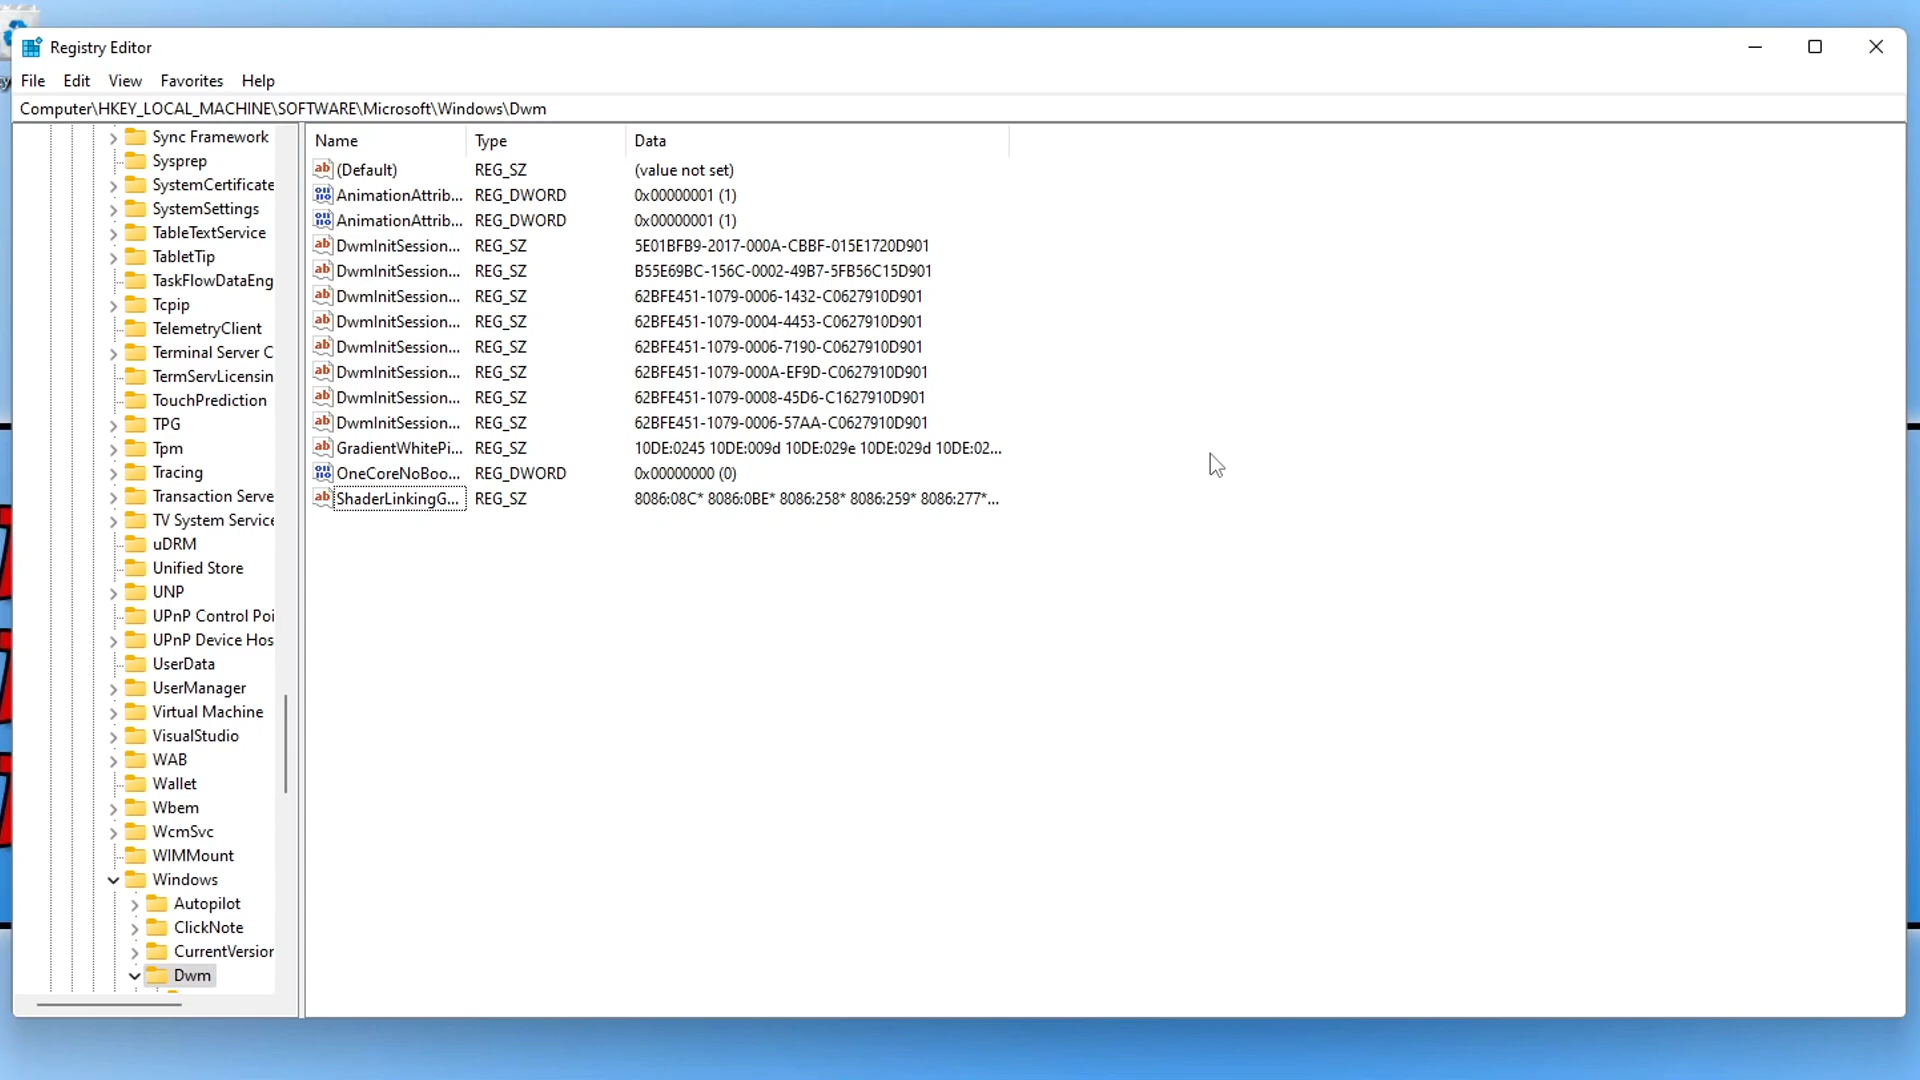 Registry Editor
File Edit View Favorites Help
Computer\HKEY_LOCAL_MACHINE\SOFTWARE\Microsoft\Windows\Dwm
Sync Framework
Sysprep
SystemCertificate
SystemSettings
TableTextService
TabletTip
TaskFlowDataEng
Tcpip
TelemetryClient
Terminal Server C
TermServLicensin
TouchPrediction
TPG
Tpm
Tracing
Transaction Serve
TV System Service
uDRM
Unified Store
UNP
UPnP Control Poi
UPnP Device Hos
UserData
UserManager
Virtual Machine
VisualStudio
WAB
Wallet
Wbem
WcmSvc
WIMMount
Windows
Autopilot
ClickNote
CurrentVersion
Dwm
Name Type Data
(Default) REG_SZ (value not set)
AnimationAttrib... REG_DWORD 0x00000001 (1)
AnimationAttrib... REG_DWORD 0x00000001 (1)
DwmInitSession... REG_SZ 5E01BFB9-2017-000A-CBBF-015E1720D901
DwmInitSession... REG_SZ B55E69BC-156C-0002-49B7-5FB56C15D901
DwmInitSession... REG_SZ 62BFE451-1079-0006-1432-C0627910D901
DwmInitSession... REG_SZ 62BFE451-1079-0004-4453-C0627910D901
DwmInitSession... REG_SZ 62BFE451-1079-0006-7190-C0627910D901
DwmInitSession... REG_SZ 62BFE451-1079-000A-EF9D-C0627910D901
DwmInitSession... REG_SZ 62BFE451-1079-0008-45D6-C1627910D901
DwmInitSession... REG_SZ 62BFE451-1079-0006-57AA-C0627910D901
GradientWhitePi... REG_SZ 10DE:0245 10DE:009d 10DE:029e 10DE:029d 10DE:02...
OneCoreNoBoo... REG_DWORD 0x00000000 (0)
ShaderLinkingG... REG_SZ 8086:08C* 8086:0BE* 8086:258* 8086:259* 8086:277*...